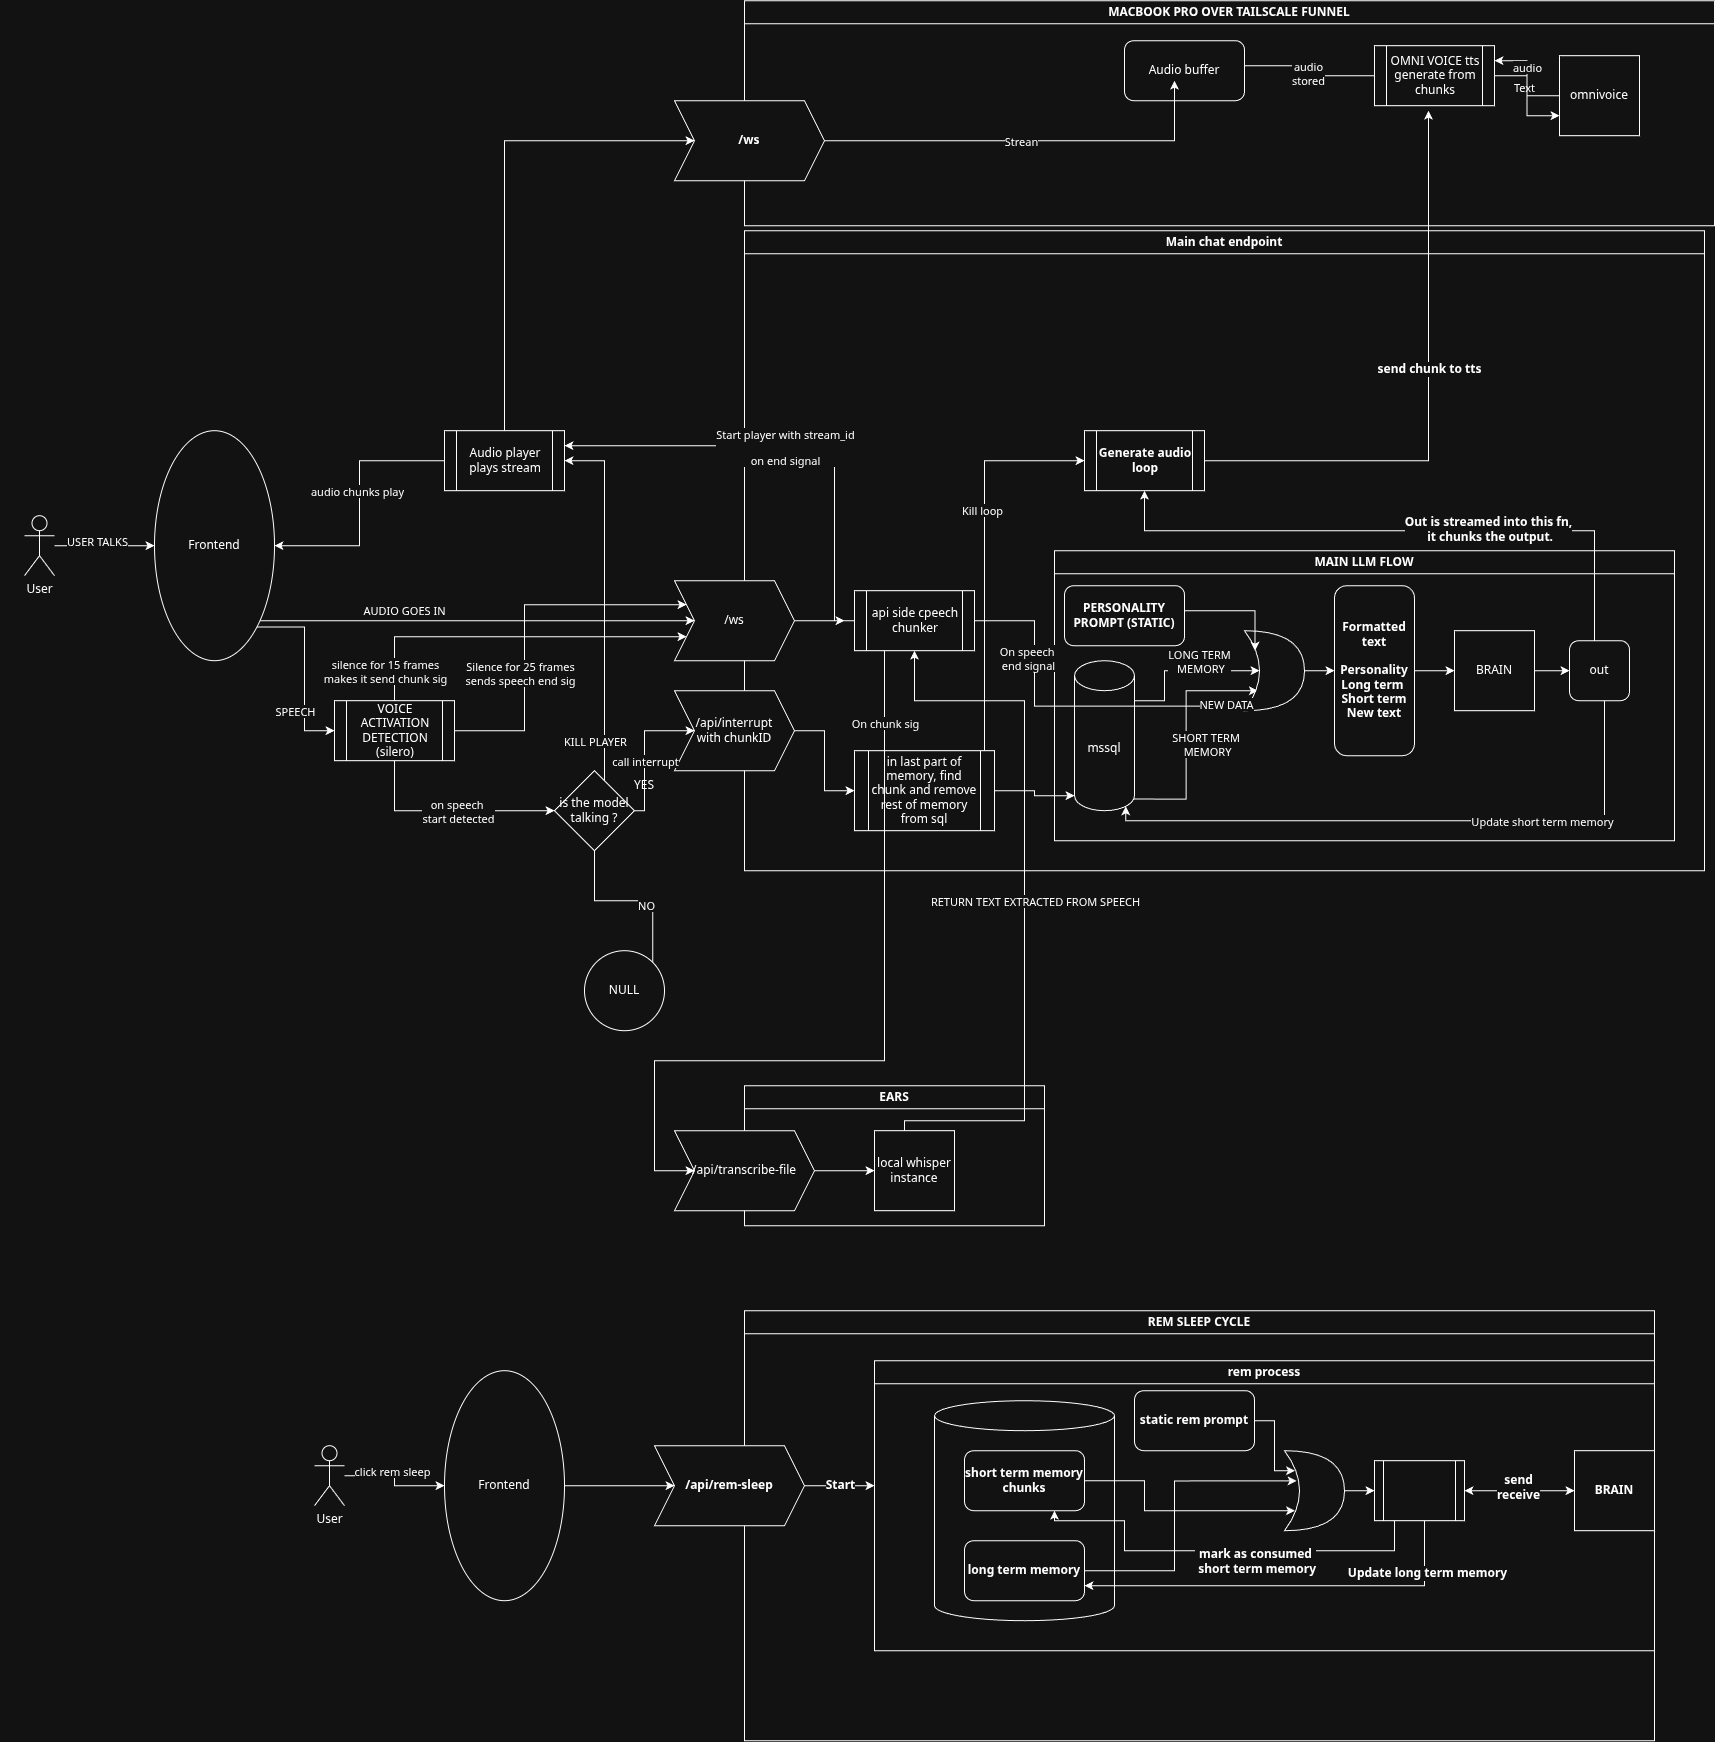 MACBOOK PRO OVER TAILSCALE FUNNEL
Audio buffer
audio
stored
OMNI VOICE tts
generate from
chunks
audio
Text
omnivoice
/ws
Strean
Main chat endpoint
send chunk to tts
Start player with stream_id
on end signal
Audio player
plays stream
audio chunks play
Generate audio
loop
Kill loop
Out is streamed into this fn,
it chunks the output.
User
USER TALKS
Frontend
AUDIO GOES IN
/ws
api side cpeech
chunker
On speech
end signal
MAIN LLM FLOW
PERSONALITY
PROMPT (STATIC)
LONG TERM
MEMORY
NEW DATA
SHORT TERM
MEMORY
mssql
Formatted
text
Personality
Long term
Short term
New text
BRAIN
out
Update short term memory
silence for 15 frames
makes it send chunk sig
Silence for 25 frames
sends speech end sig
SPEECH
VOICE
ACTIVATION
DETECTION
(silero)
on speech
start detected
KILL PLAYER
call interrupt
YES
is the model
talking ?
/api/interrupt
with chunkID
On chunk sig
in last part of
memory, find
chunk and remove
rest of memory
from sql
NO
NULL
RETURN TEXT EXTRACTED FROM SPEECH
EARS
/api/transcribe-file
local whisper
instance
REM SLEEP CYCLE
rem process
static rem prompt
short term memory
chunks
long term memory
User
click rem sleep
Frontend
/api/rem-sleep
Start
send
receive
BRAIN
mark as consumed
short term memory
Update long term memory